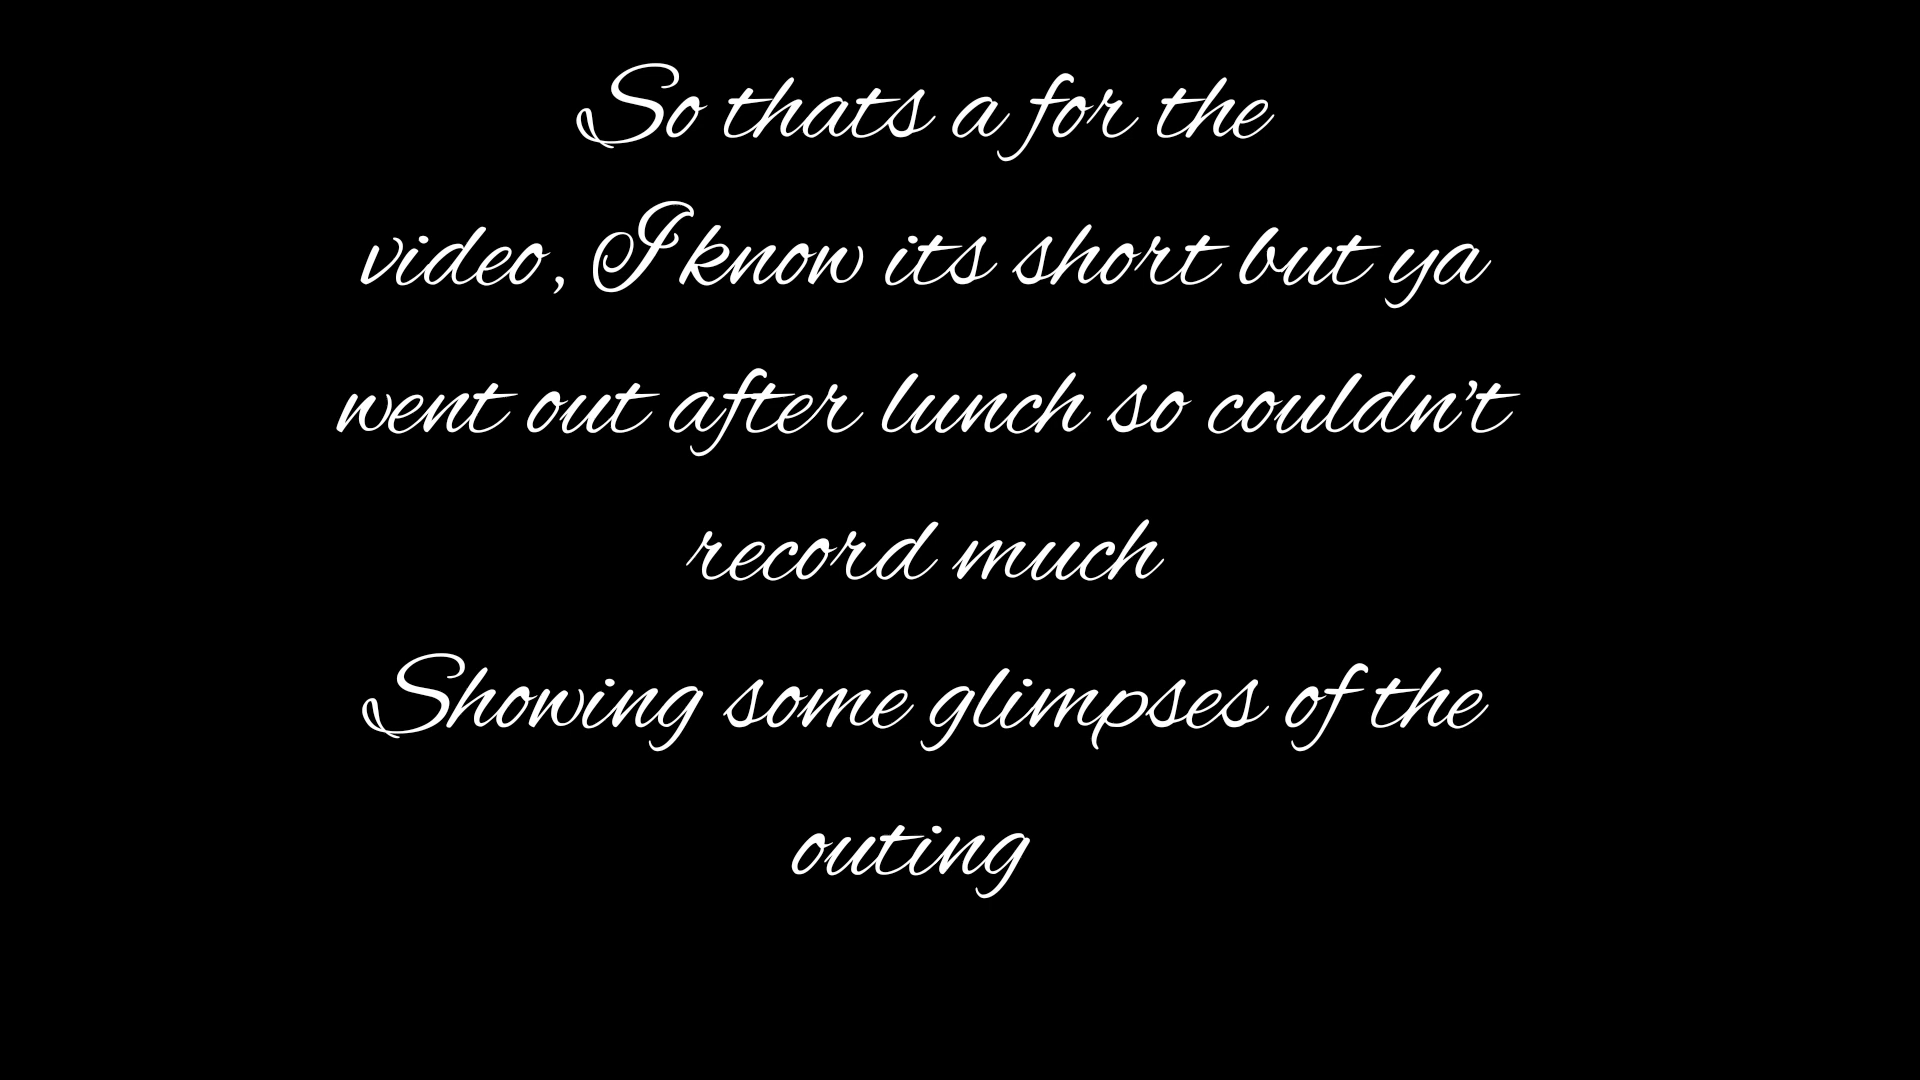 So thats a for the
video, I know its short but ya
went out after lunch so couldn't
record much
Showing some glimpses of the
outing